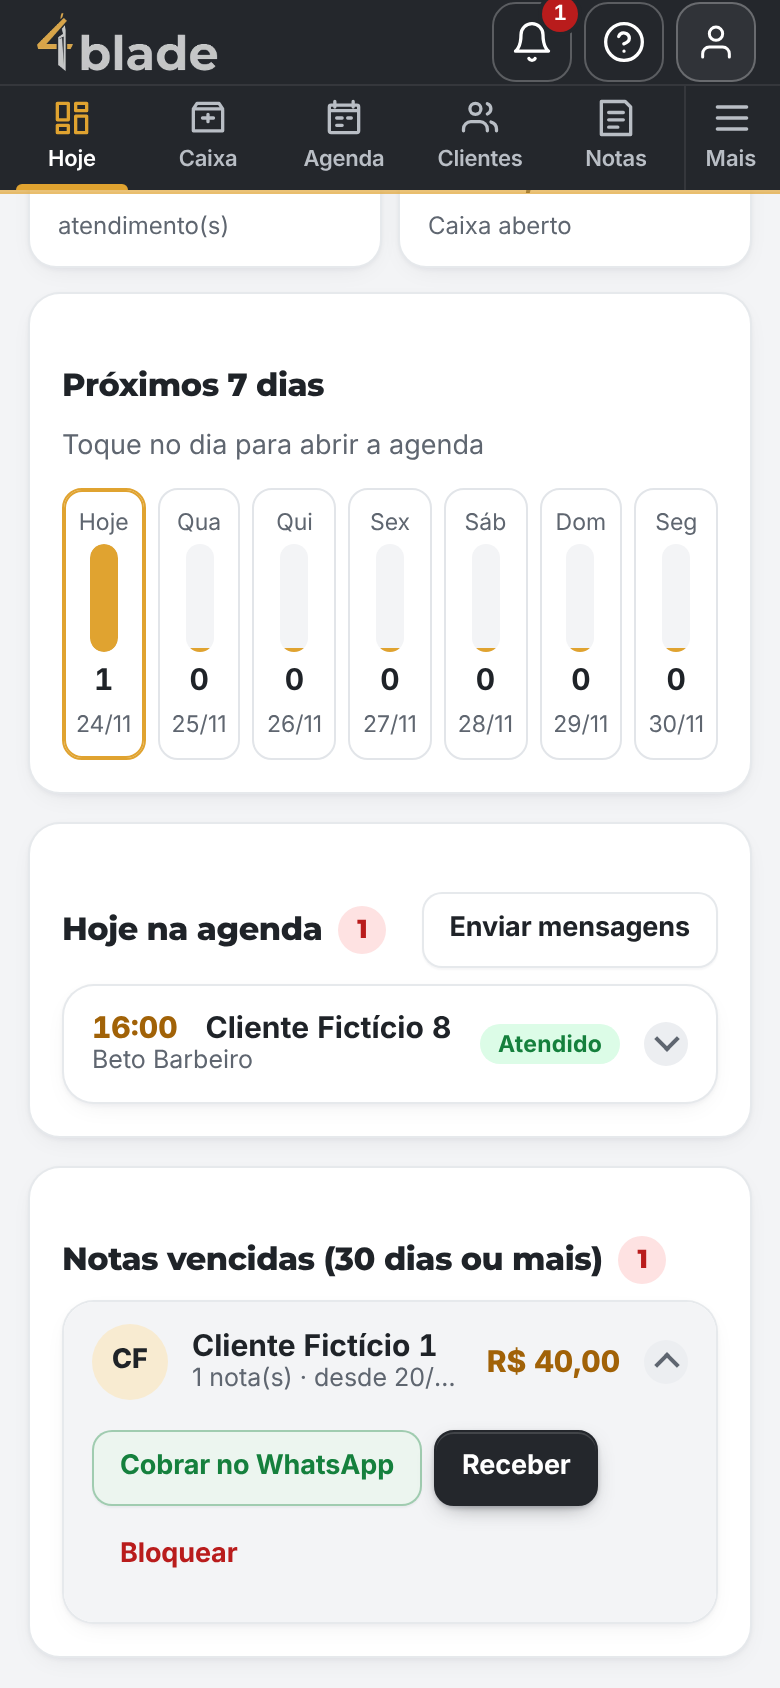 4blade
1
Hoje
Caixa
Agenda
Clientes
Notas
Mais
atendimento(s)
Caixa aberto
Próximos 7 dias
Toque no dia para abrir a agenda
Hoje Qua Qui Sex Sáb Dom Seg
1 0 0 0 0 0 0
24/11 25/11 26/11 27/11 28/11 29/11 30/11
Hoje na agenda 1 Enviar mensagens
16:00 Cliente Fictício 8
Beto Barbeiro
Atendido
Notas vencidas (30 dias ou mais) 1
CF
Cliente Fictício 1
1 nota(s) · desde 20/...
R$ 40,00
Cobrar no WhatsApp
Receber
Bloquear